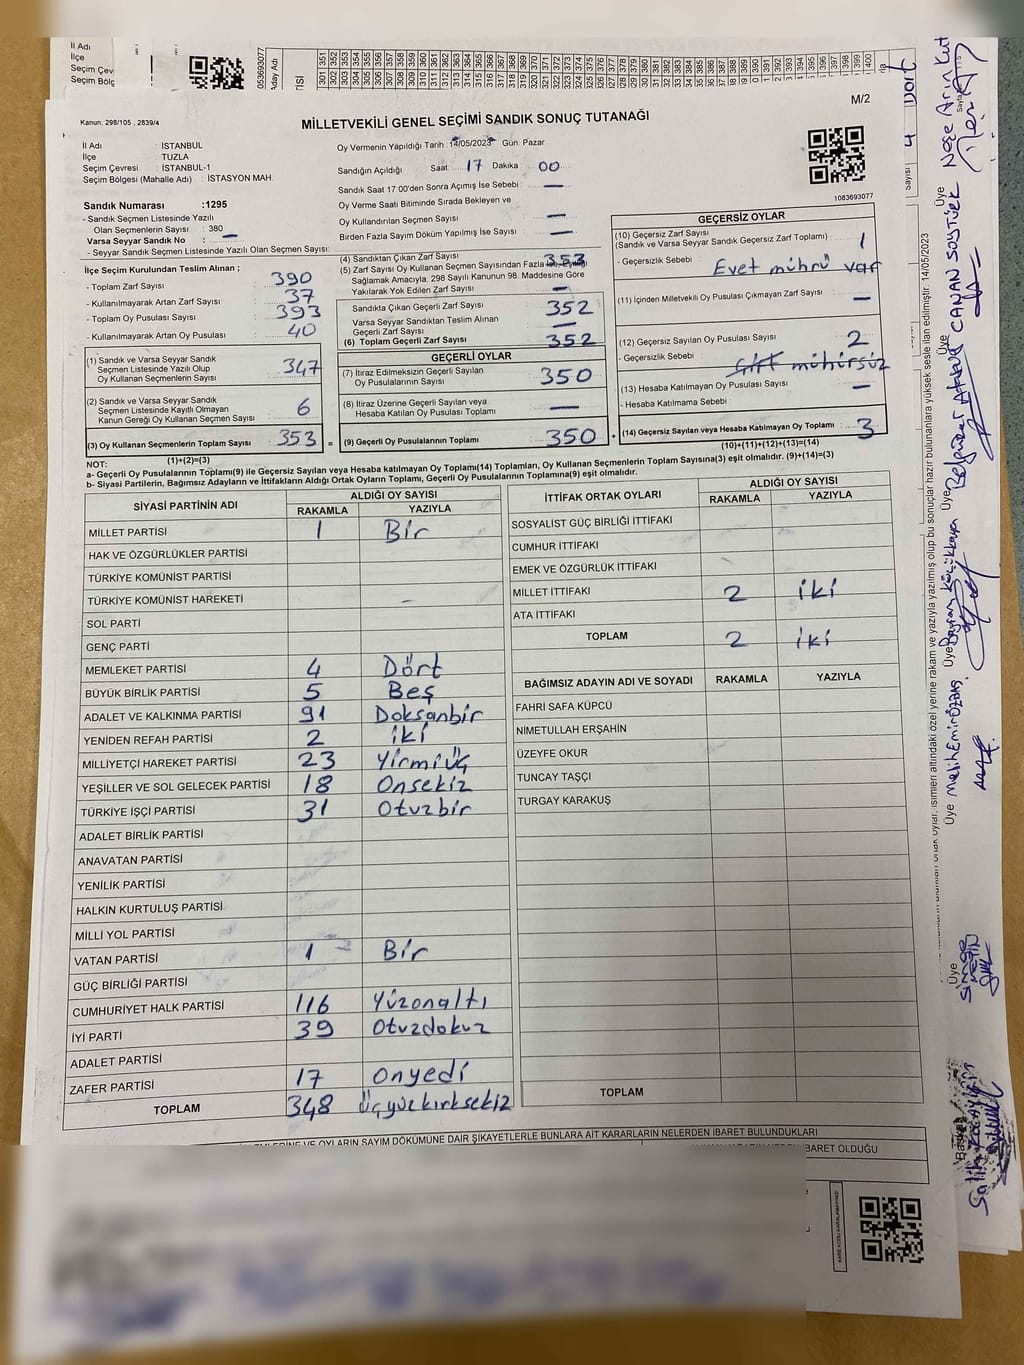 İl Adı
İlçe
Seçim Çev
Seçim Bölg
053693077
M/2
Kanun, 298/105 , 2839/4
MİLLETVEKİLİ GENEL SEÇİMİ SANDIK SONUÇ TUTANAĞI
İl Adı : İSTANBUL
İlçe : TUZLA
Seçim Çevresi : İSTANBUL-1
Seçim Bölgesi (Mahalle Adı) : İSTASYON MAH.
Sandık Numarası :1295
- Sandık Seçmen Listesinde Yazılı
Olan Seçmenlerin Sayısı : 380
Varsa Seyyar Sandık No : —
- Seyyar Sandık Seçmen Listesinde Yazılı Olan Seçmen Sayısı:
İlçe Seçim Kurulundan Teslim Alınan ;
- Toplam Zarf Sayısı : 390
- Kullanılmayarak Artan Zarf Sayısı : 37
- Toplam Oy Pusulası Sayısı : 393
- Kullanılmayarak Artan Oy Pusulası : 40
(1) Sandık ve Varsa Seyyar Sandık
Seçmen Listesinde Yazılı Olup
Oy Kullanan Seçmenlerin Sayısı : 347
(2) Sandık ve Varsa Seyyar Sandık
Seçmen Listesinde Kayıtlı Olmayan
Kanun Gereği Oy Kullanan Seçmen Sayısı : 6
(3) Oy Kullanan Seçmenlerin Toplam Sayısı : 353 =
(1)+(2)=(3)
Oy Vermenin Yapıldığı Tarih :14/05/2023 Gün: Pazar
Sandığın Açıldığı Saat: 17 Dakika : 00
Sandık Saat 17 00'den Sonra Açılmış İse Sebebi : —
Oy Verme Saati Bitiminde Sırada Bekleyen ve
Oy Kullandırılan Seçmen Sayısı : —
Birden Fazla Sayım Döküm Yapılmış İse Sayısı : —
(4) Sandıktan Çıkan Zarf Sayısı : 353
(5) Zarf Sayısı Oy Kullanan Seçmen Sayısından Fazla İse, Eşitliği
Sağlamak Amacıyla, 298 Sayılı Kanunun 98. Maddesine Göre
Yakılarak Yok Edilen Zarf Sayısı : —
Sandıkta Çıkan Geçerli Zarf Sayısı : 352
Varsa Seyyar Sandıktan Teslim Alınan
Geçerli Zarf Sayısı : —
(6) Toplam Geçerli Zarf Sayısı : 352
GEÇERLİ OYLAR
(7) İtiraz Edilmeksizin Geçerli Sayılan
Oy Pusulalarının Sayısı : 350
(8) İtiraz Üzerine Geçerli Sayılan veya
Hesaba Katılan Oy Pusulası Toplamı : —
(9) Geçerli Oy Pusulalarının Toplamı : 350 +
1083693077
GEÇERSİZ OYLAR
(10) Geçersiz Zarf Sayısı
(Sandık ve Varsa Seyyar Sandık Geçersiz Zarf Toplamı) : 1
- Geçersizlik Sebebi : Evet mührü var
(11) İçinden Milletvekili Oy Pusulası Çıkmayan Zarf Sayısı : —
(12) Geçersiz Sayılan Oy Pusulası Sayısı : 2
- Geçersizlik Sebebi : Çift mühürsüz
(13) Hesaba Katılmayan Oy Pusulası Sayısı : —
- Hesaba Katılmama Sebebi :
(14) Geçersiz Sayılan veya Hesaba Katılmayan Oy Toplamı : 3
(10)+(11)+(12)+(13)=(14)
NOT:
a- Geçerli Oy Pusulalarının Toplamı(9) ile Geçersiz Sayılan veya Hesaba katılmayan Oy Toplamı(14) Toplamları, Oy Kullanan Seçmenlerin Toplam Sayısına(3) eşit olmalıdır. (9)+(14)=(3)
b- Siyasi Partilerin, Bağımsız Adayların ve İttifakların Aldığı Ortak Oyların Toplamı, Geçerli Oy Pusulalarının Toplamına(9) eşit olmalıdır.
SİYASİ PARTİNİN ADI ALDIĞI OY SAYISI
RAKAMLA YAZIYLA
MİLLET PARTİSİ 1 Bir
HAK VE ÖZGÜRLÜKLER PARTİSİ
TÜRKİYE KOMÜNİST PARTİSİ
TÜRKİYE KOMÜNİST HAREKETİ
SOL PARTİ
GENÇ PARTİ
MEMLEKET PARTİSİ 4 Dört
BÜYÜK BİRLİK PARTİSİ 5 Beş
ADALET VE KALKINMA PARTİSİ 91 Doksanbir
YENİDEN REFAH PARTİSİ 2 iki
MİLLİYETÇİ HAREKET PARTİSİ 23 Yirmiüç
YEŞİLLER VE SOL GELECEK PARTİSİ 18 Onsekiz
TÜRKİYE İŞÇİ PARTİSİ 31 Otuzbir
ADALET BİRLİK PARTİSİ
ANAVATAN PARTİSİ
YENİLİK PARTİSİ
HALKIN KURTULUŞ PARTİSİ
MİLLİ YOL PARTİSİ
VATAN PARTİSİ 1 Bir
GÜÇ BİRLİĞİ PARTİSİ
CUMHURİYET HALK PARTİSİ 116 Yüzonaltı
İYİ PARTİ 39 Otuzdokuz
ADALET PARTİSİ
ZAFER PARTİSİ 17 Onyedi
TOPLAM 348 üçyüzkırksekiz
İTTİFAK ORTAK OYLARI ALDIĞI OY SAYISI
RAKAMLA YAZIYLA
SOSYALİST GÜÇ BİRLİĞİ İTTİFAKI
CUMHUR İTTİFAKI
EMEK VE ÖZGÜRLÜK İTTİFAKI
MİLLET İTTİFAKI 2 iki
ATA İTTİFAKI
TOPLAM 2 iki
BAĞIMSIZ ADAYIN ADI VE SOYADI RAKAMLA YAZIYLA
FAHRİ SAFA KÜPCÜ
NİMETULLAH ERŞAHİN
ÜZEYFE OKUR
TUNCAY TAŞÇI
TURGAY KARAKUŞ
TOPLAM
OYLARIN SAYIM DÖKÜMÜNE DAİR ŞİKAYETLERLE BUNLARA AİT KARARLARIN NELERDEN İBARET BULUNDUKLARI
BARET OLDUĞU
isimleri altındaki özel yerine rakam ve yazıyla yazılmış olup bu sonuçlar hazır bulunanlara yüksek sesle ilan edilmiştir. 14/05/2023
Sayısı 4 Dört
Üye Neşe Arınkut
Üye CANAN SOYTÜRK
Üye
Üye
Üye Melih Emir
Üye SİMGE METİN
Başkan Salih